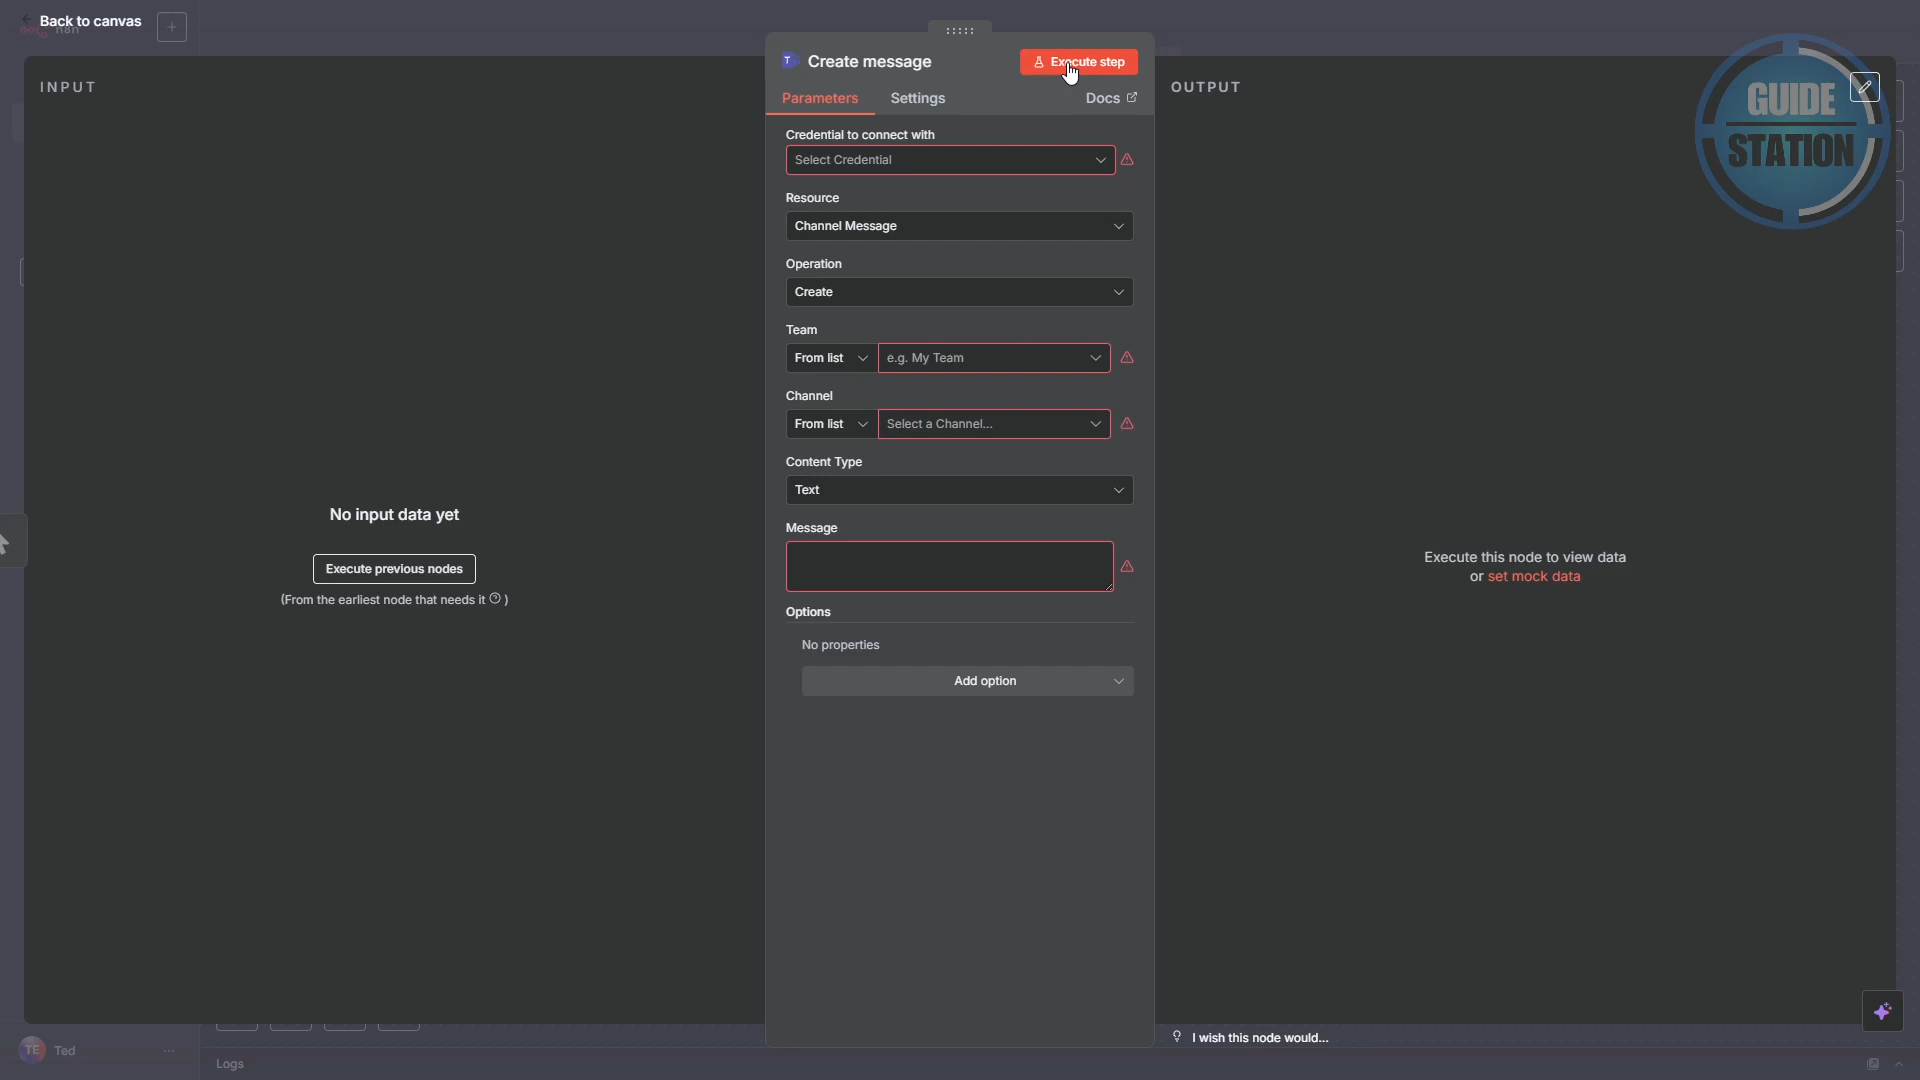 Back to canvas
n8n
INPUT
No input data yet
Execute previous nodes
(From the earliest node that needs it ? )
T
Create message
Execute step
Parameters
Settings
Docs
Credential to connect with
Select Credential
Resource
Channel Message
Operation
Create
Team
From list
e.g. My Team
Channel
From list
Select a Channel...
Content Type
Text
Message
Options
No properties
Add option
OUTPUT
GUIDE
STATION
Execute this node to view data
or set mock data
I wish this node would...
TE
Ted
Logs